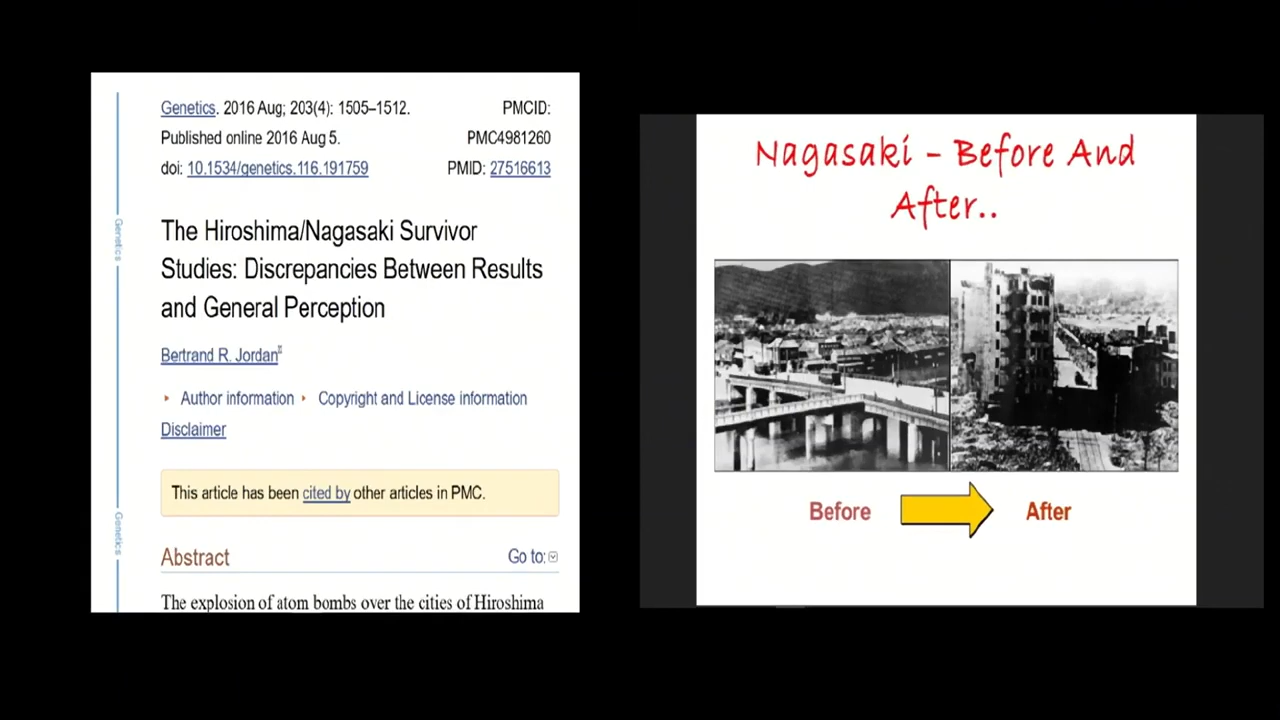 Genetics. 2016 Aug; 203(4): 1505–1512.
PMCID:
Published online 2016 Aug 5.
PMC4981260
doi: 10.1534/genetics.116.191759
PMID: 27516613
Genetics
The Hiroshima/Nagasaki Survivor
Studies: Discrepancies Between Results
and General Perception
Bertrand R. Jordan
Author information
Copyright and License information
Disclaimer
This article has been cited by other articles in PMC.
Genetics
Abstract
Go to:
The explosion of atom bombs over the cities of Hiroshima
Nagasaki – Before And
After..
Before
After